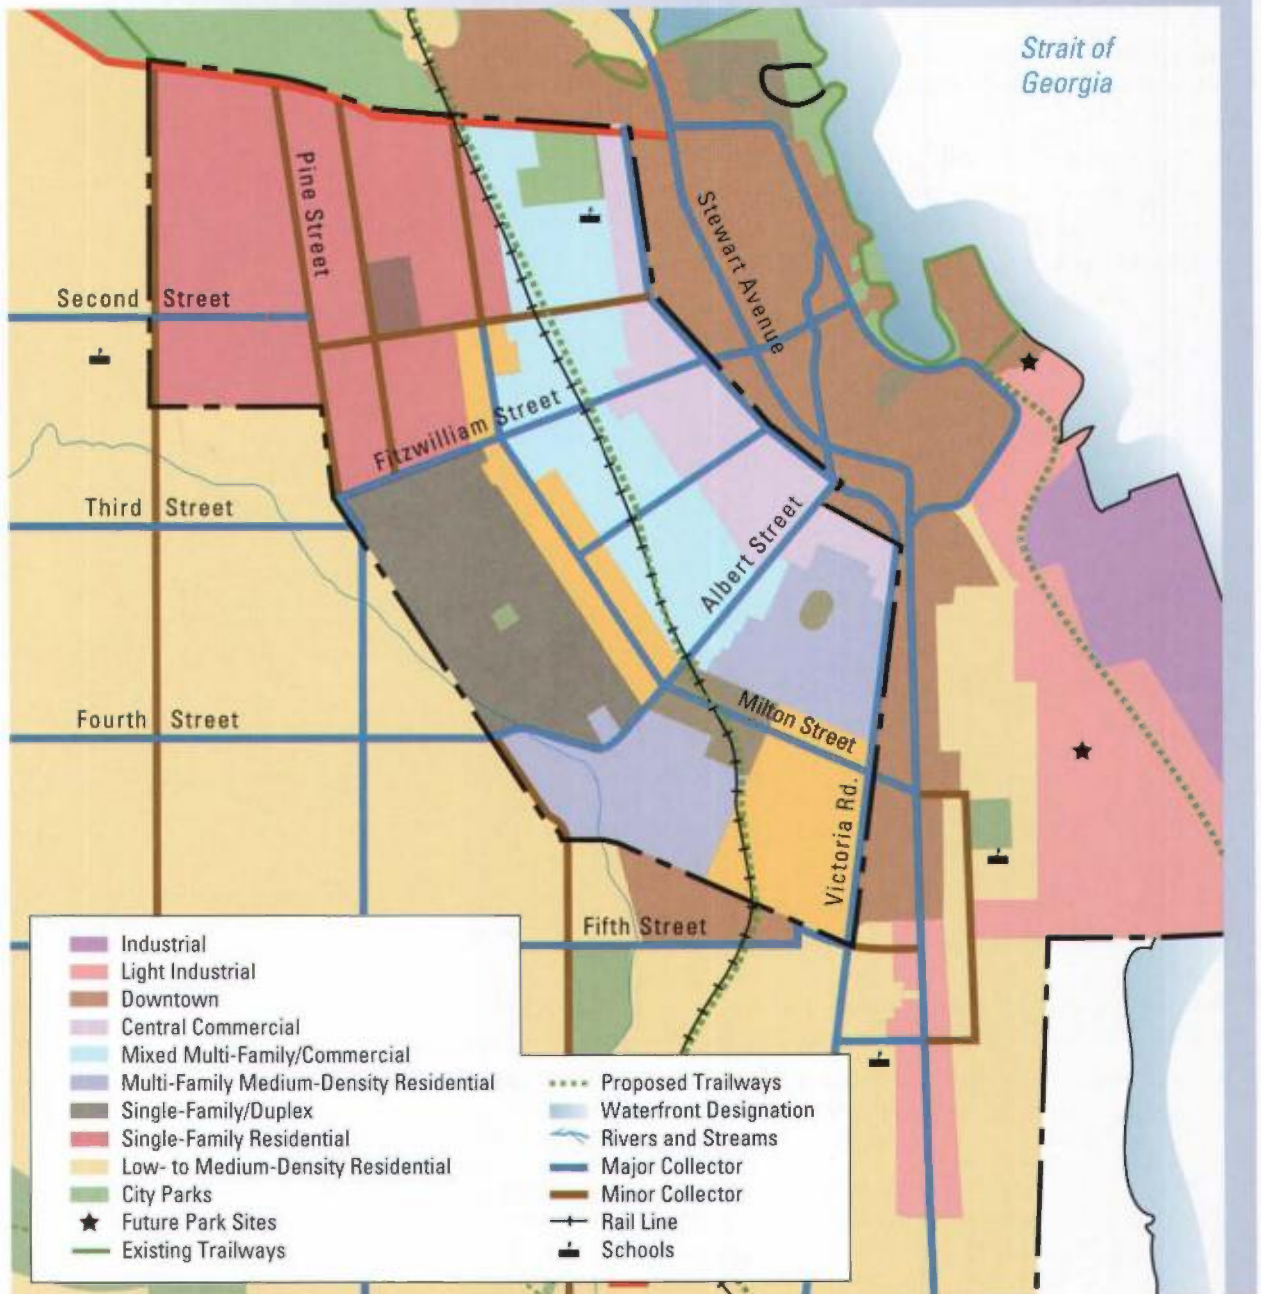 Strait of
Georgia
Pine Street
Stewart Avenue
Second Street
Fitzwilliam Street
Third Street
Albert Street
Fourth Street
Milton Street
Victoria Rd.
Fifth Street
Industrial
Light Industrial
Downtown
Central Commercial
Mixed Multi-Family/Commercial
Multi-Family Medium-Density Residential
Single-Family/Duplex
Single-Family Residential
Low- to Medium-Density Residential
City Parks
Future Park Sites
Existing Trailways
Proposed Trailways
Waterfront Designation
Rivers and Streams
Major Collector
Minor Collector
Rail Line
Schools